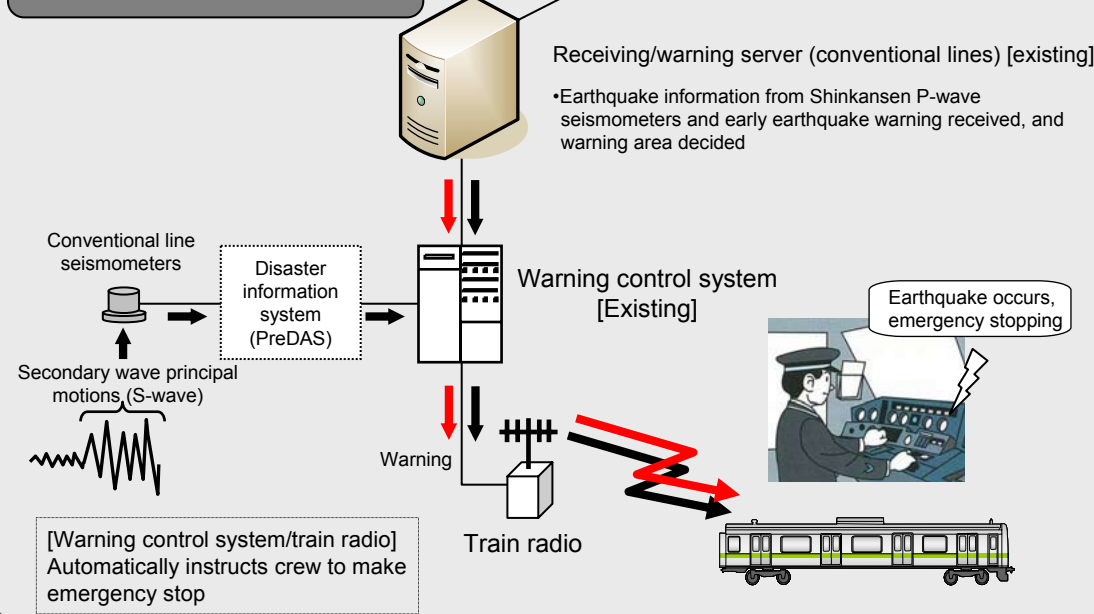 Receiving/warning server (conventional lines) [existing]
•Earthquake information from Shinkansen P-wave
seismometers and early earthquake warning received, and
warning area decided
Conventional line
seismometers
Disaster
information
system
(PreDAS)
Warning control system
[Existing]
Earthquake occurs,
emergency stopping
Secondary wave principal
motions (S-wave)
Warning
Train radio
[Warning control system/train radio]
Automatically instructs crew to make
emergency stop